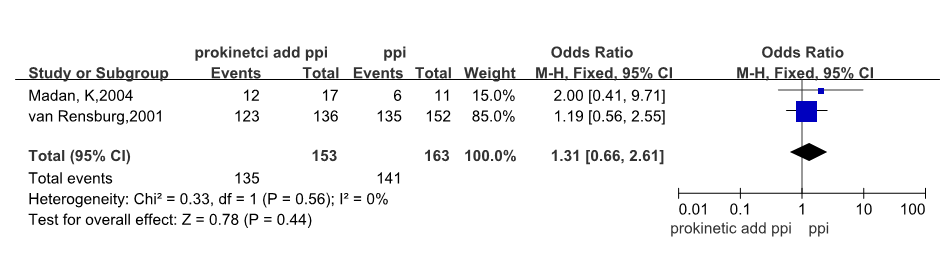 prokinetci add ppi ppi Odds Ratio Odds Ratio
Study or Subgroup Events Total Events Total Weight M-H, Fixed, 95% CI M-H, Fixed, 95% CI
Madan, K,2004 12 17 6 11 15.0% 2.00 [0.41, 9.71]
van Rensburg,2001 123 136 135 152 85.0% 1.19 [0.56, 2.55]
Total (95% CI) 153 163 100.0% 1.31 [0.66, 2.61]
Total events 135 141
Heterogeneity: Chi² = 0.33, df = 1 (P = 0.56); I² = 0%
Test for overall effect: Z = 0.78 (P = 0.44)
0.01 0.1 1 10 100
prokinetic add ppi ppi